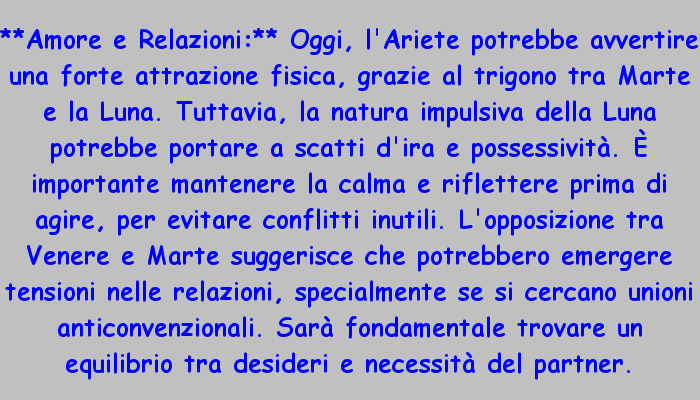 **Amore e Relazioni:** Oggi, l'Ariete potrebbe avvertire
una forte attrazione fisica, grazie al trigono tra Marte
e la Luna. Tuttavia, la natura impulsiva della Luna
potrebbe portare a scatti d'ira e possessività. È
importante mantenere la calma e riflettere prima di
agire, per evitare conflitti inutili. L'opposizione tra
Venere e Marte suggerisce che potrebbero emergere
tensioni nelle relazioni, specialmente se si cercano unioni
anticonvenzionali. Sarà fondamentale trovare un
equilibrio tra desideri e necessità del partner.